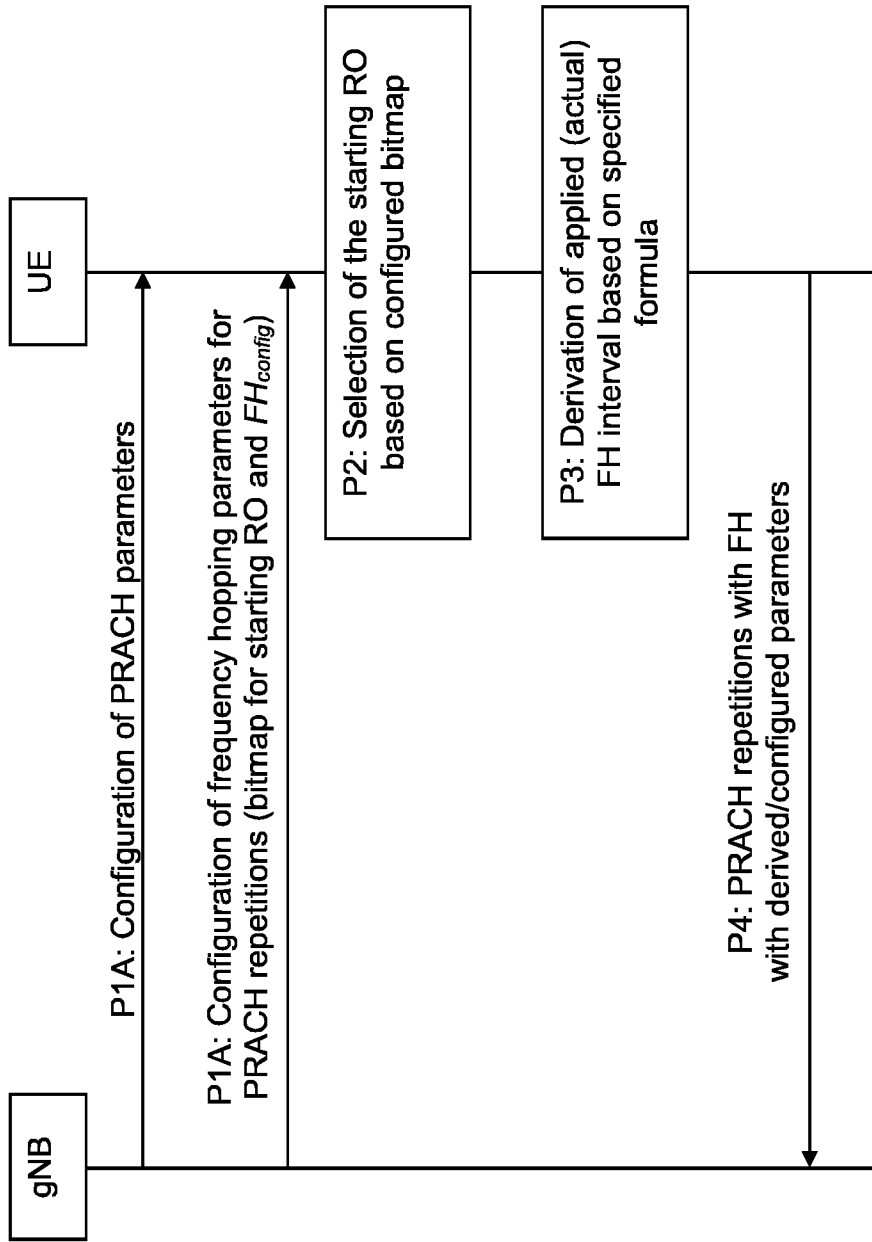 gNB
UE
P1A: Configuration of PRACH parameters
P1A: Configuration of frequency hopping parameters for
PRACH repetitions (bitmap for starting RO and FHconfig)
P2: Selection of the starting RO
based on configured bitmap
P3: Derivation of applied (actual)
FH interval based on specified
formula
P4: PRACH repetitions with FH
with derived/configured parameters